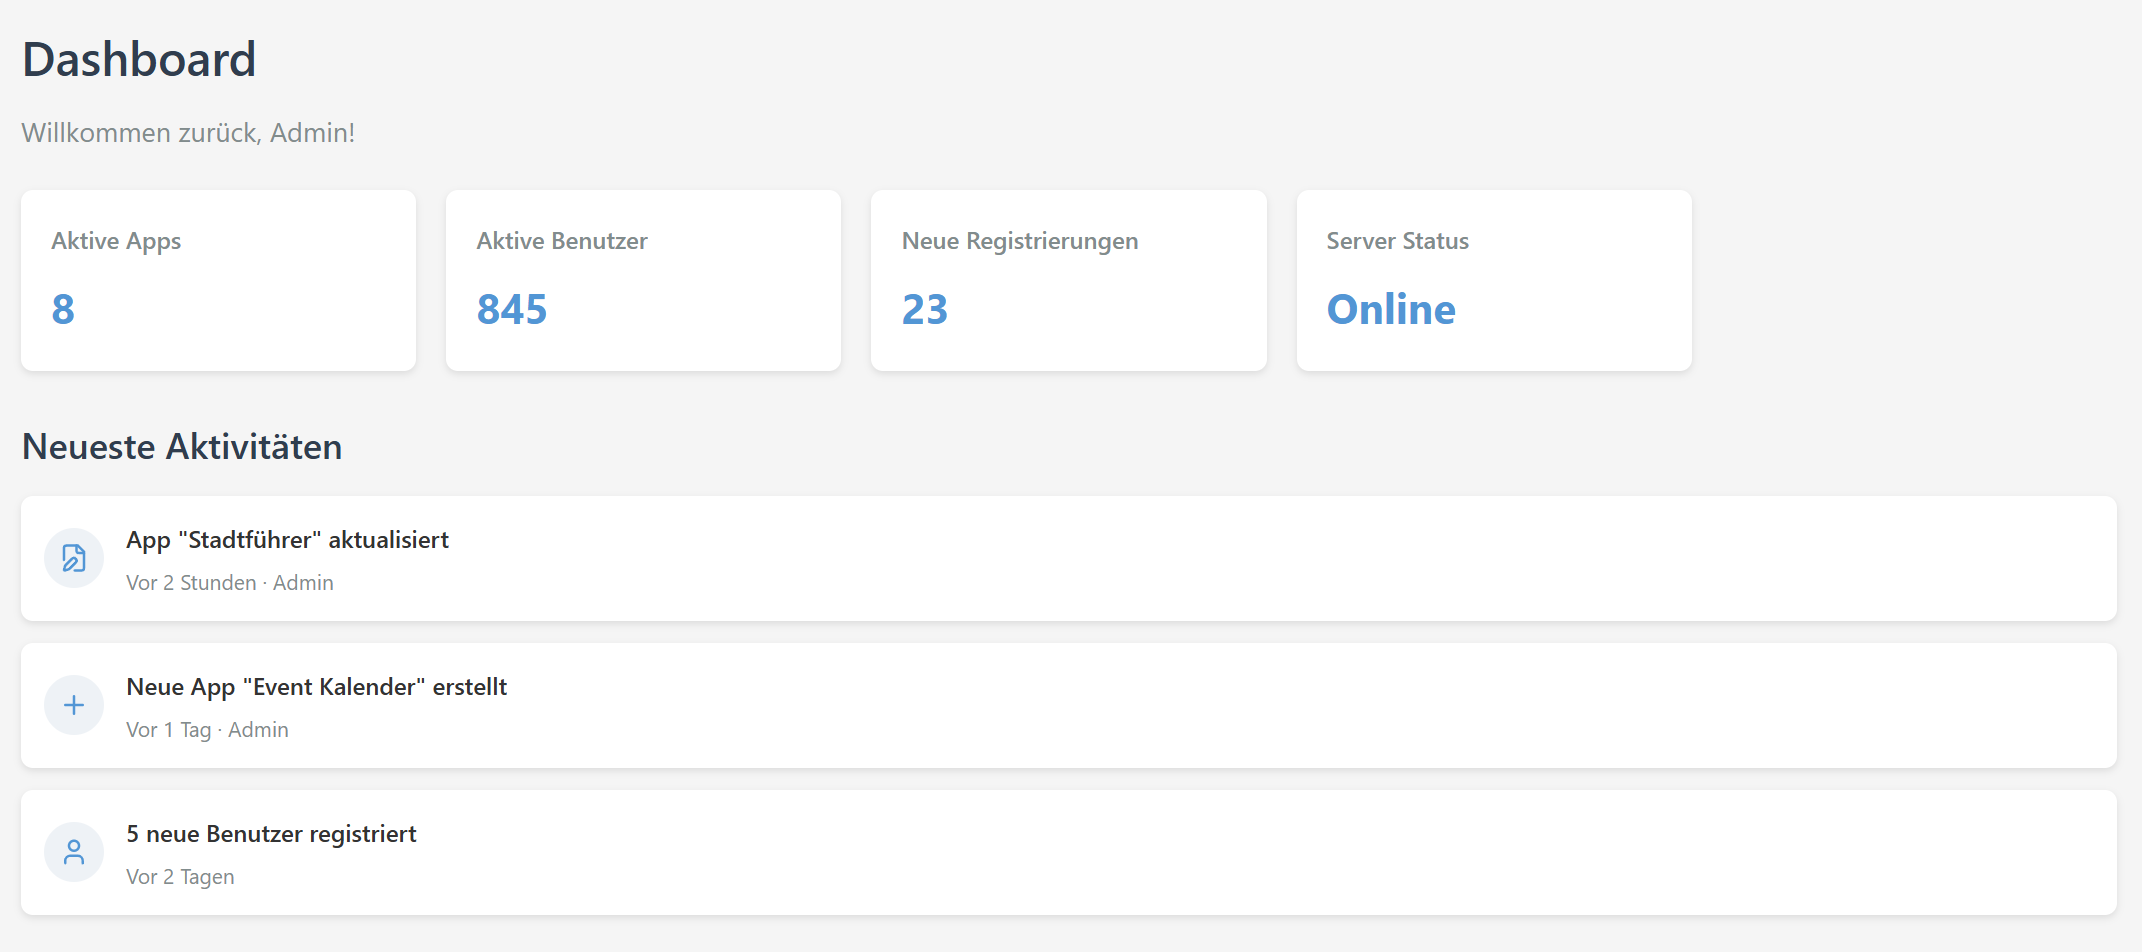 Dashboard
Willkommen zurück, Admin!
Aktive Apps
8
Aktive Benutzer
845
Neue Registrierungen
23
Server Status
Online
Neueste Aktivitäten
App "Stadtführer" aktualisiert
Vor 2 Stunden · Admin
Neue App "Event Kalender" erstellt
Vor 1 Tag · Admin
5 neue Benutzer registriert
Vor 2 Tagen